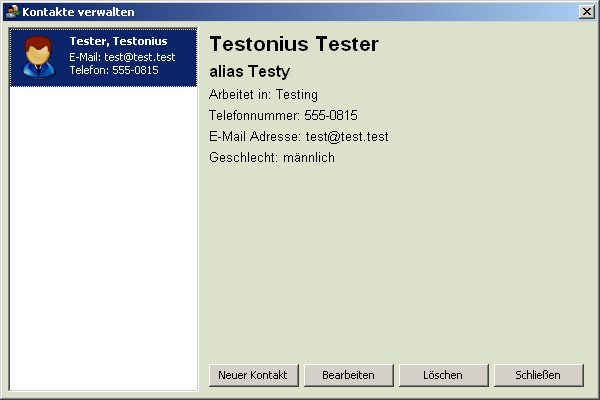 Kontakte verwalten
Tester, Testonius
E-Mail: test@test.test
Telefon: 555-0815
Testonius Tester
alias Testy
Arbeitet in: Testing
Telefonnummer: 555-0815
E-Mail Adresse: test@test.test
Geschlecht: männlich
Neuer Kontakt
Bearbeiten
Löschen
Schließen